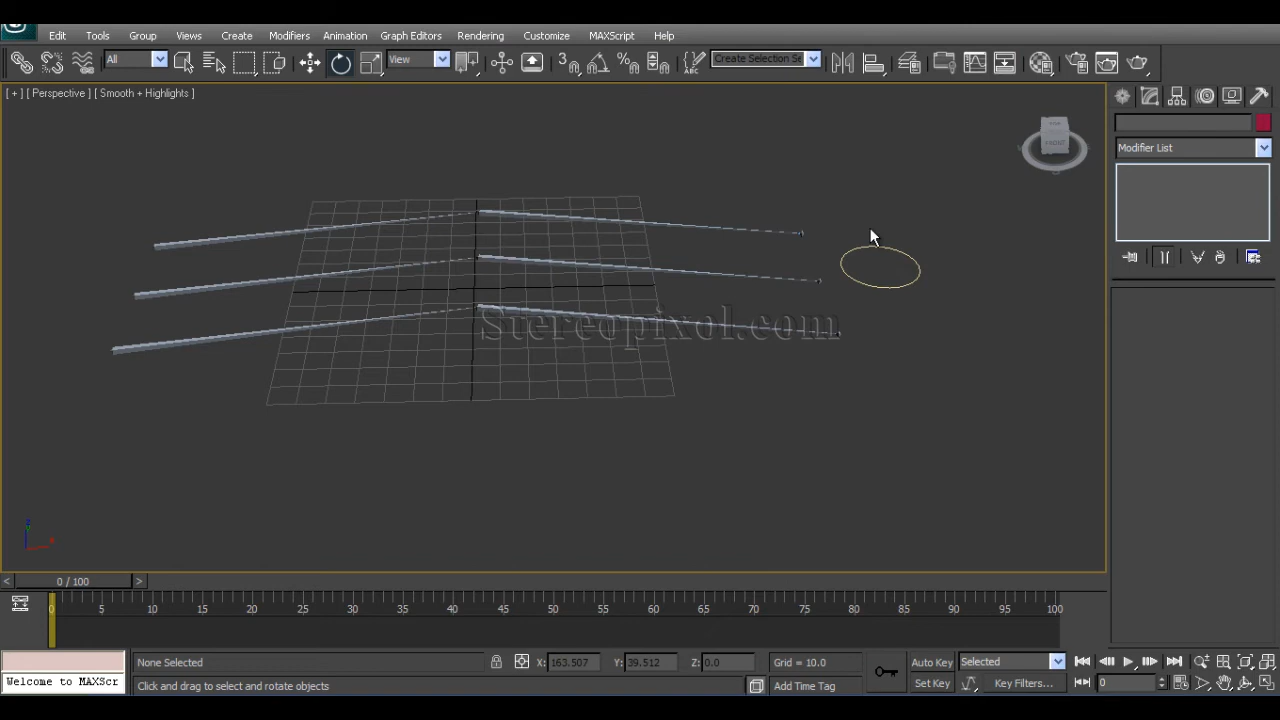 Edit Tools Group Views Create Modifiers Animation Graph Editors Rendering Customize MAXScript Help
All View 3 % ABC Create Selection Se
[ + ] [ Perspective ] [ Smooth + Highlights ]
FRONT
Modifier List
Stereopixol.com
x
< 0 / 100 >
0 5 10 15 20 25 30 35 40 45 50 55 60 65 70 75 80 85 90 95 100
None Selected X: 163.507 Y: 39.512 Z: 0.0 Grid = 10.0 Auto Key Selected
Welcome to MAXScr Click and drag to select and rotate objects Add Time Tag Set Key Key Filters... 0